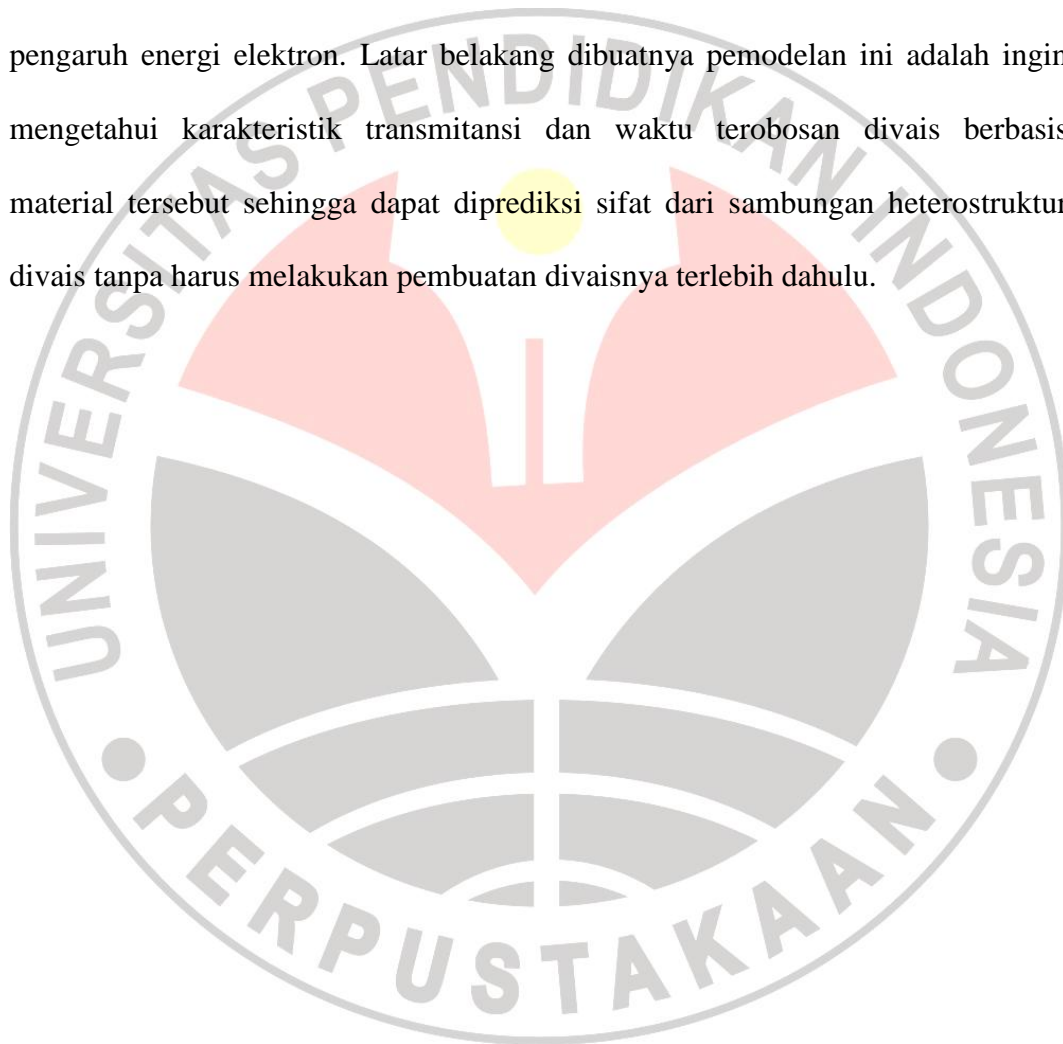 pengaruh energi elektron. Latar belakang dibuatnya pemodelan ini adalah ingin
mengetahui karakteristik transmitansi dan waktu terobosan divais berbasis
material tersebut sehingga dapat diprediksi sifat dari sambungan heterostruktur
divais tanpa harus melakukan pembuatan divaisnya terlebih dahulu.
UNIVERSITAS PENDIDIKAN INDONESIA
PERPUSTAKAAN